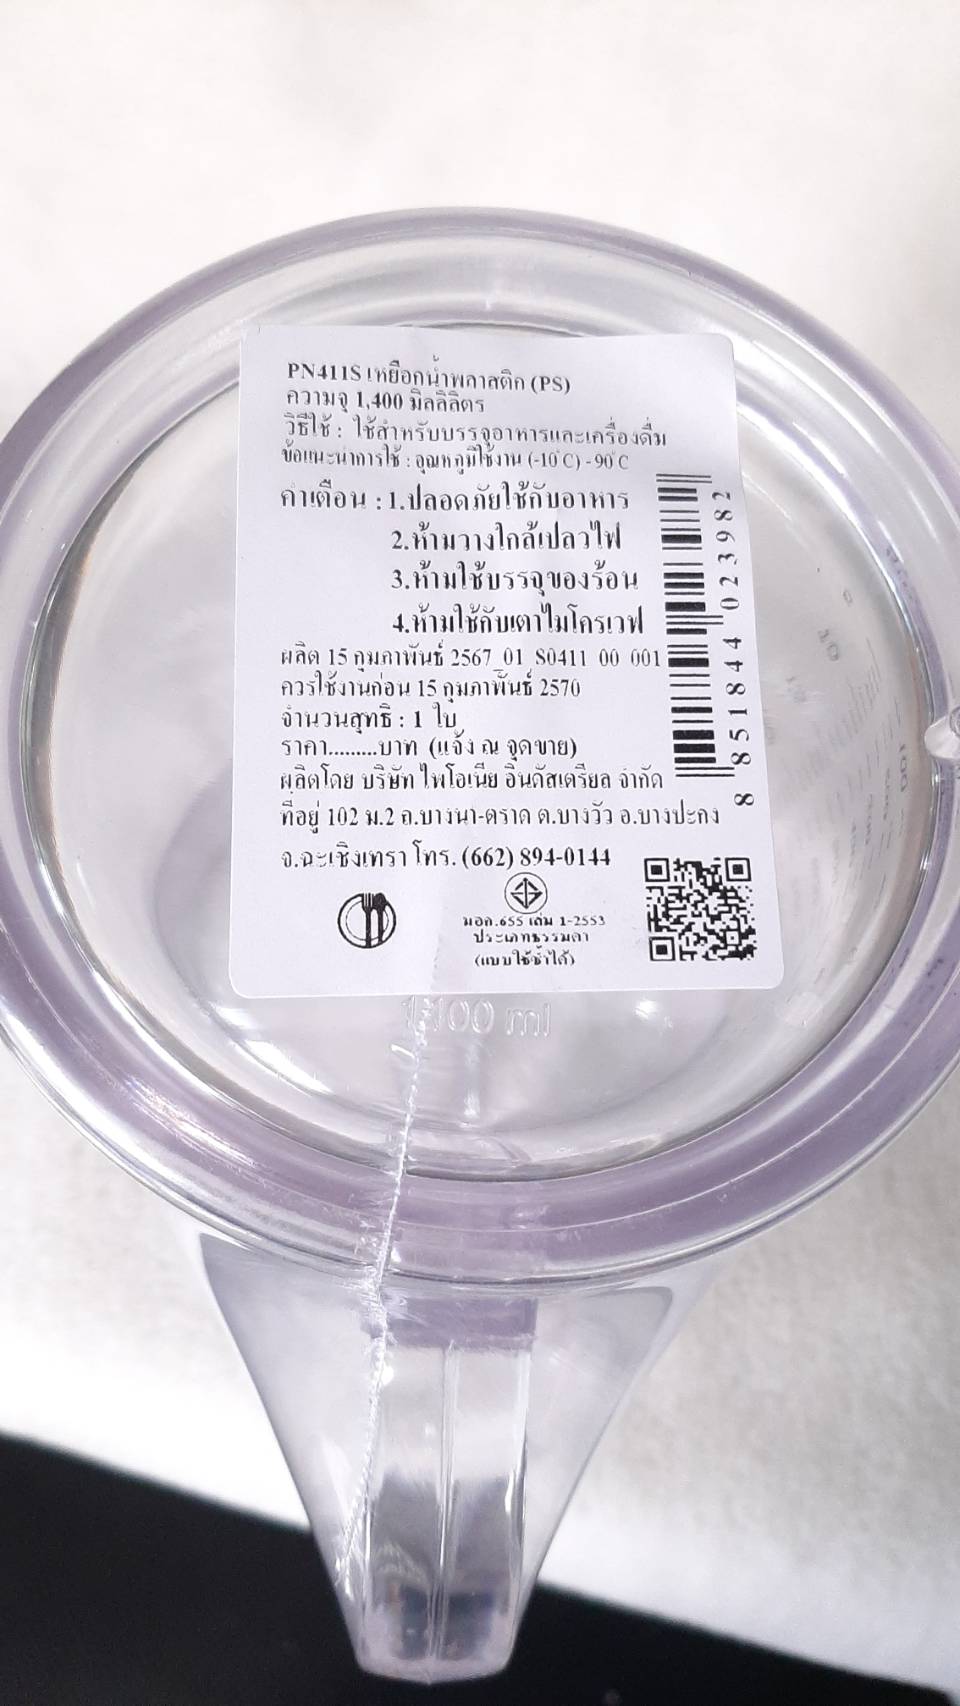 PN411S เหยือกน้ำพลาสติก (PS)
ความจุ 1,400 มิลลิลิตร
วิธีใช้ : ใช้สำหรับบรรจุอาหารและเครื่องดื่ม
ข้อแนะนำการใช้ : อุณหภูมิใช้งาน (-10°C) - 90°C
คำเตือน : 1.ปลอดภัยใช้กับอาหาร
2.ห้ามวางใกล้เปลวไฟ
3.ห้ามใช้บรรจุของร้อน
4.ห้ามใช้กับเตาไมโครเวฟ
ผลิต 15 กุมภาพันธ์ 2567 01 S0411 00 001
ควรใช้งานก่อน 15 กุมภาพันธ์ 2570
จำนวนสุทธิ : 1 ใบ
ราคา.........บาท (แจ้ง ณ จุดขาย)
ผลิตโดย บริษัท ไพโอเนีย อินดัสเตรียล จำกัด
ที่อยู่ 102 ม.2 ถ.บางนา-ตราด ต.บางวัว อ.บางปะกง
จ.ฉะเชิงเทรา โทร. (662) 894-0144
มอก.655 เล่ม 1-2553
ประเภทธรรมดา
(แบบใช้ซ้ำได้)
8 851844 023982
1400 ml